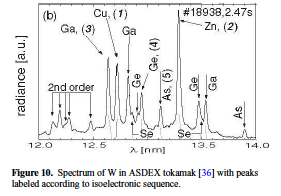 (b)
Cu, (1)
#18938,2.47s
Ga, (3)
Ga
Zn, (2)
Ge, (4)
Ge
As, (5)
2nd order
Ge
Ga
As
Se
Se
radiance [a.u.]
12.0
12.5
λ [nm]
13.5
14.0
Figure 10. Spectrum of W in ASDEX tokamak [36] with peaks
labeled according to isoelectronic sequence.